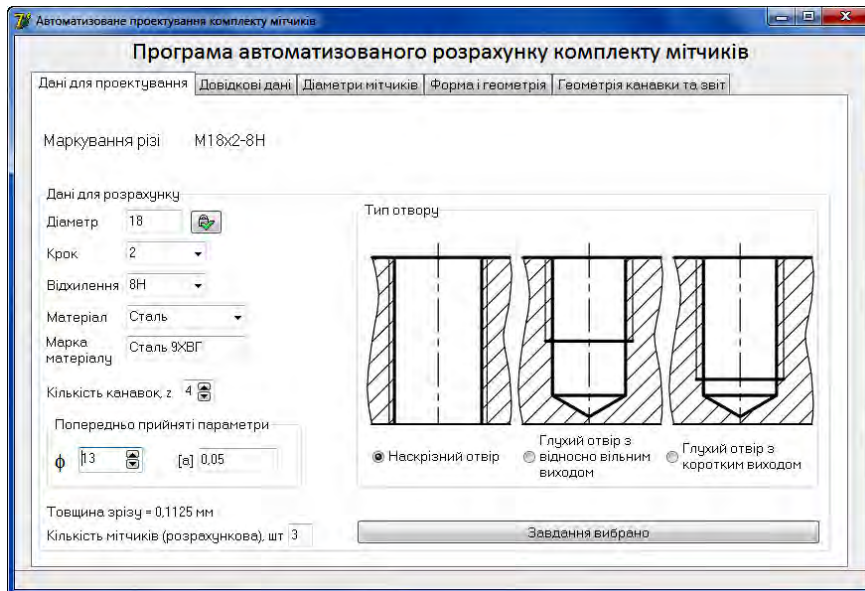 Автоматизоване проектування комплекту мітчиків
Програма автоматизованого розрахунку комплекту мітчиків
Дані для проектування Довідкові дані Діаметри мітчиків Форма і геометрія Геометрія канавки та звіт
Маркування різі М18х2-8Н
Дані для розрахунку
Діаметр 18
Крок 2
Відхилення 8Н
Матеріал Сталь
Марка
матеріалу Сталь 9ХВГ
Кількість канавок, z 4
Попередньо прийняті параметри
ϕ 13 [а] 0,05
Товщина зрізу = 0,1125 мм
Кількість мітчиків (розрахункова), шт 3
Тип отвору
Наскрізний отвір
Глухий отвір з
відносно вільним
виходом
Глухий отвір з
коротким виходом
Завдання вибрано